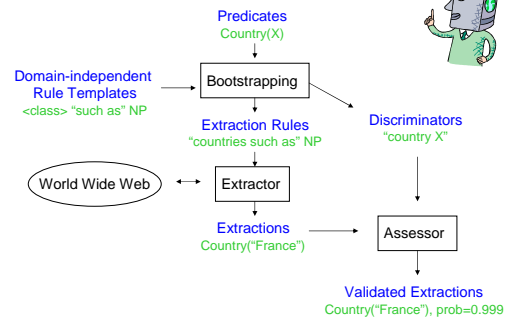 Predicates
Country(X)
Domain-independent
Rule Templates
<class> “such as” NP
Bootstrapping
Extraction Rules
“countries such as” NP
Discriminators
“country X”
World Wide Web
Extractor
Extractions
Country(“France”)
Assessor
Validated Extractions
Country(“France”), prob=0.999